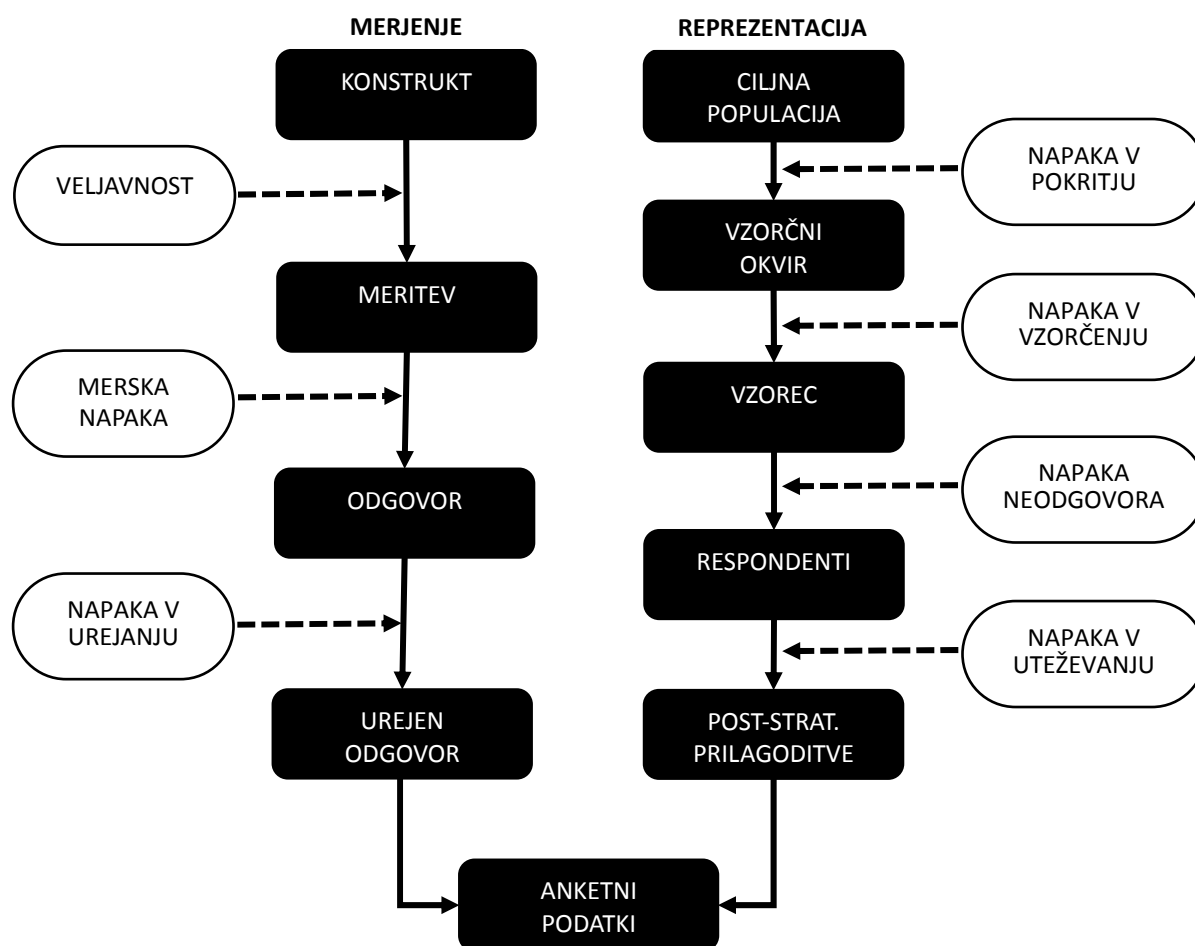 MERJENJE
KONSTRUKT
VELJAVNOST
MERITEV
MERSKA
NAPAKA
ODGOVOR
NAPAKA V
UREJANJU
UREJEN
ODGOVOR
REPREZENTACIJA
CILJNA
POPULACIJA
NAPAKA V
POKRITJU
VZORČNI
OKVIR
NAPAKA V
VZORČENJU
VZOREC
NAPAKA
NEODGOVORA
RESPONDENTI
NAPAKA V
UTEŽEVANJU
POST-STRAT.
PRILAGODITVE
ANKETNI
PODATKI